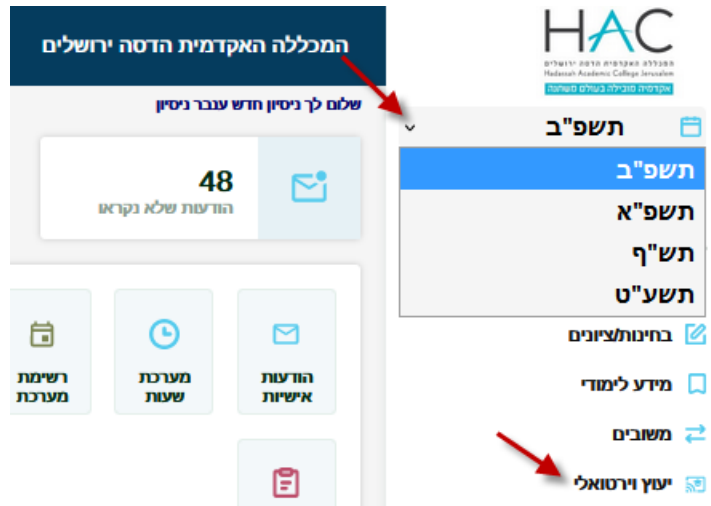 HAC
המכללה האקדמית הדסה ירושלים
Hadassah Academic College Jerusalem
אקדמיה מובילה בעולם משתנה
תשפ"ב
תשפ"ב
תשפ"א
תש"ף
תשע"ט
בחינות/ציונים
מידע לימודי
משובים
יעוץ וירטואלי
המכללה האקדמית הדסה ירושלים
שלום לך ניסיון חדש ענבר ניסיון
48
הודעות שלא נקראו
הודעות
אישיות
מערכת
שעות
רשימת
מערכת